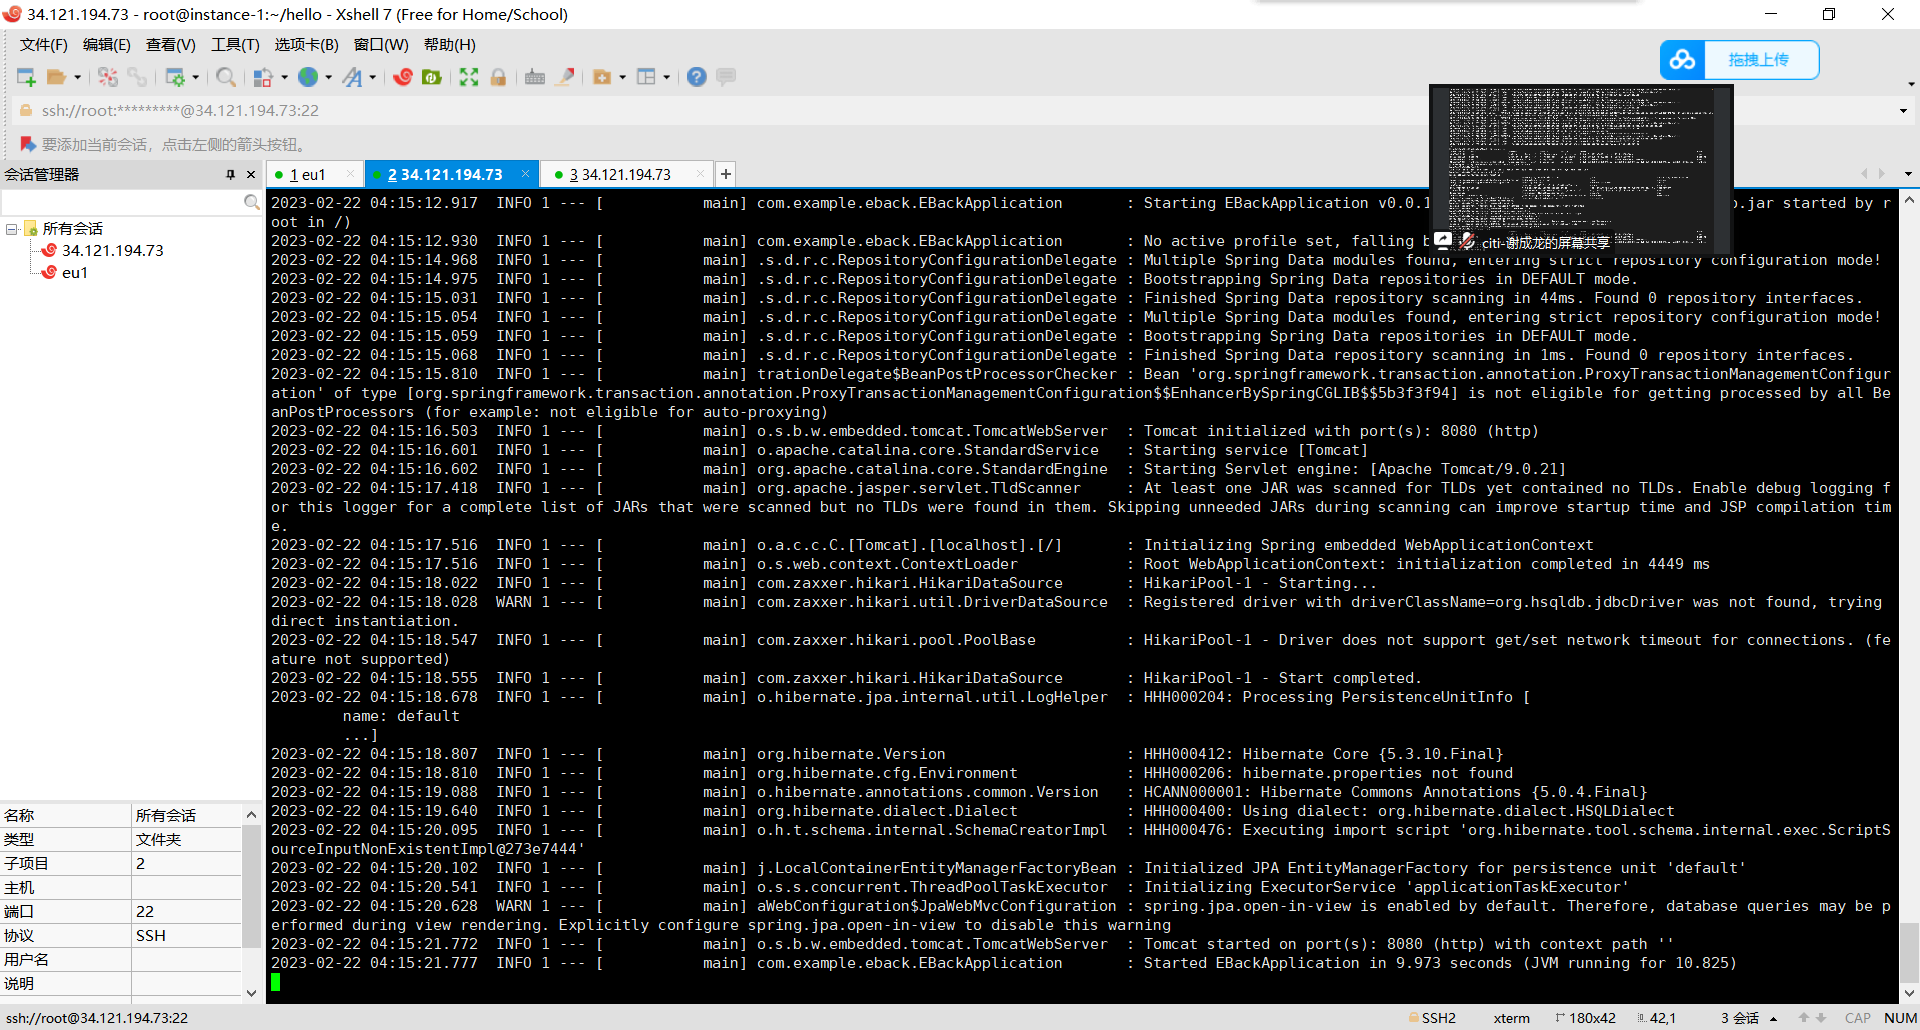 34.121.194.73 - root@instance-1:~/hello - Xshell 7 (Free for Home/School)
文件(F) 编辑(E) 查看(V) 工具(T) 选项卡(B) 窗口(W) 帮助(H)
拖拽上传
ssh://root:*********@34.121.194.73:22
要添加当前会话，点击左侧的箭头按钮。
会话管理器
1 eu1
2 34.121.194.73
3 34.121.194.73
所有会话
34.121.194.73
eu1
citi-谢成龙的屏幕共享
2023-02-22 04:15:12.917  INFO 1 --- [           main] com.example.eback.EBackApplication       : Starting EBackApplication v0.0.1 .jar started by r
oot in /)
2023-02-22 04:15:12.930  INFO 1 --- [           main] com.example.eback.EBackApplication       : No active profile set, falling
2023-02-22 04:15:14.968  INFO 1 --- [           main] .s.d.r.c.RepositoryConfigurationDelegate : Multiple Spring Data modules found, entering strict repository configuration mode!
2023-02-22 04:15:14.975  INFO 1 --- [           main] .s.d.r.c.RepositoryConfigurationDelegate : Bootstrapping Spring Data repositories in DEFAULT mode.
2023-02-22 04:15:15.031  INFO 1 --- [           main] .s.d.r.c.RepositoryConfigurationDelegate : Finished Spring Data repository scanning in 44ms. Found 0 repository interfaces.
2023-02-22 04:15:15.054  INFO 1 --- [           main] .s.d.r.c.RepositoryConfigurationDelegate : Multiple Spring Data modules found, entering strict repository configuration mode!
2023-02-22 04:15:15.059  INFO 1 --- [           main] .s.d.r.c.RepositoryConfigurationDelegate : Bootstrapping Spring Data repositories in DEFAULT mode.
2023-02-22 04:15:15.068  INFO 1 --- [           main] .s.d.r.c.RepositoryConfigurationDelegate : Finished Spring Data repository scanning in 1ms. Found 0 repository interfaces.
2023-02-22 04:15:15.810  INFO 1 --- [           main] trationDelegate$BeanPostProcessorChecker : Bean 'org.springframework.transaction.annotation.ProxyTransactionManagementConfigur
ation' of type [org.springframework.transaction.annotation.ProxyTransactionManagementConfiguration$$EnhancerBySpringCGLIB$$5b3f3f94] is not eligible for getting processed by all Be
anPostProcessors (for example: not eligible for auto-proxying)
2023-02-22 04:15:16.503  INFO 1 --- [           main] o.s.b.w.embedded.tomcat.TomcatWebServer  : Tomcat initialized with port(s): 8080 (http)
2023-02-22 04:15:16.601  INFO 1 --- [           main] o.apache.catalina.core.StandardService   : Starting service [Tomcat]
2023-02-22 04:15:16.602  INFO 1 --- [           main] org.apache.catalina.core.StandardEngine  : Starting Servlet engine: [Apache Tomcat/9.0.21]
2023-02-22 04:15:17.418  INFO 1 --- [           main] org.apache.jasper.servlet.TldScanner     : At least one JAR was scanned for TLDs yet contained no TLDs. Enable debug logging f
or this logger for a complete list of JARs that were scanned but no TLDs were found in them. Skipping unneeded JARs during scanning can improve startup time and JSP compilation tim
e.
2023-02-22 04:15:17.516  INFO 1 --- [           main] o.a.c.c.C.[Tomcat].[localhost].[/]       : Initializing Spring embedded WebApplicationContext
2023-02-22 04:15:17.516  INFO 1 --- [           main] o.s.web.context.ContextLoader            : Root WebApplicationContext: initialization completed in 4449 ms
2023-02-22 04:15:18.022  INFO 1 --- [           main] com.zaxxer.hikari.HikariDataSource       : HikariPool-1 - Starting...
2023-02-22 04:15:18.028  WARN 1 --- [           main] com.zaxxer.hikari.util.DriverDataSource  : Registered driver with driverClassName=org.hsqldb.jdbcDriver was not found, trying
direct instantiation.
2023-02-22 04:15:18.547  INFO 1 --- [           main] com.zaxxer.hikari.pool.PoolBase          : HikariPool-1 - Driver does not support get/set network timeout for connections. (fe
ature not supported)
2023-02-22 04:15:18.555  INFO 1 --- [           main] com.zaxxer.hikari.HikariDataSource       : HikariPool-1 - Start completed.
2023-02-22 04:15:18.678  INFO 1 --- [           main] o.hibernate.jpa.internal.util.LogHelper  : HHH000204: Processing PersistenceUnitInfo [
name: default
...]
2023-02-22 04:15:18.807  INFO 1 --- [           main] org.hibernate.Version                    : HHH000412: Hibernate Core {5.3.10.Final}
2023-02-22 04:15:18.810  INFO 1 --- [           main] org.hibernate.cfg.Environment            : HHH000206: hibernate.properties not found
2023-02-22 04:15:19.088  INFO 1 --- [           main] o.hibernate.annotations.common.Version   : HCANN000001: Hibernate Commons Annotations {5.0.4.Final}
2023-02-22 04:15:19.640  INFO 1 --- [           main] org.hibernate.dialect.Dialect            : HHH000400: Using dialect: org.hibernate.dialect.HSQLDialect
2023-02-22 04:15:20.095  INFO 1 --- [           main] o.h.t.schema.internal.SchemaCreatorImpl  : HHH000476: Executing import script 'org.hibernate.tool.schema.internal.exec.ScriptS
ourceInputNonExistentImpl@273e7444'
2023-02-22 04:15:20.102  INFO 1 --- [           main] j.LocalContainerEntityManagerFactoryBean : Initialized JPA EntityManagerFactory for persistence unit 'default'
2023-02-22 04:15:20.541  INFO 1 --- [           main] o.s.s.concurrent.ThreadPoolTaskExecutor  : Initializing ExecutorService 'applicationTaskExecutor'
2023-02-22 04:15:20.628  WARN 1 --- [           main] aWebConfiguration$JpaWebMvcConfiguration : spring.jpa.open-in-view is enabled by default. Therefore, database queries may be p
erformed during view rendering. Explicitly configure spring.jpa.open-in-view to disable this warning
2023-02-22 04:15:21.772  INFO 1 --- [           main] o.s.b.w.embedded.tomcat.TomcatWebServer  : Tomcat started on port(s): 8080 (http) with context path ''
2023-02-22 04:15:21.777  INFO 1 --- [           main] com.example.eback.EBackApplication       : Started EBackApplication in 9.973 seconds (JVM running for 10.825)
名称 所有会话
类型 文件夹
子项目 2
主机
端口 22
协议 SSH
用户名
说明
ssh://root@34.121.194.73:22
SSH2 xterm 180x42 42,1 3 会话 CAP NUM